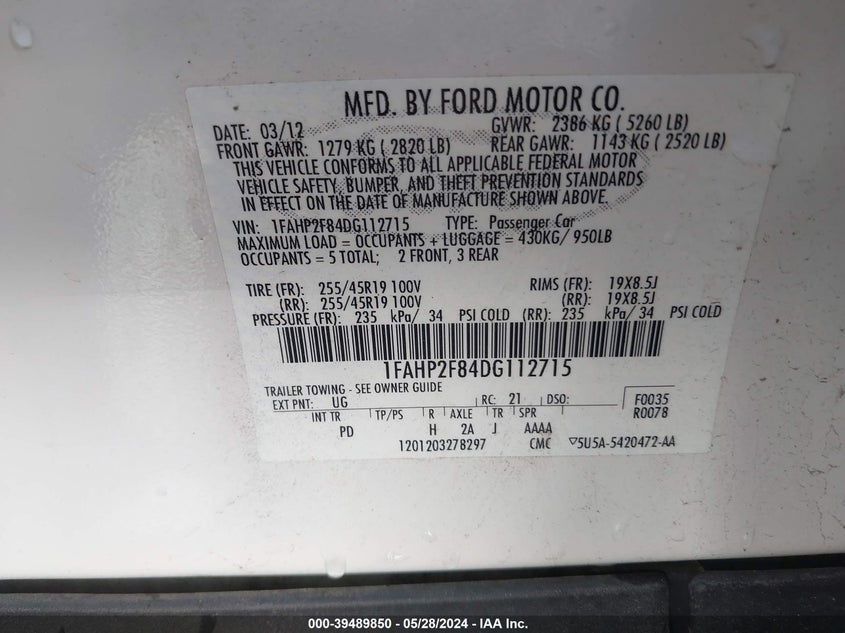 MFD. BY FORD MOTOR CO.
DATE: 03/12 GVWR: 2386 KG ( 5260 LB)
FRONT GAWR: 1279 KG ( 2820 LB) REAR GAWR: 1143 KG ( 2520 LB)
THIS VEHICLE CONFORMS TO ALL APPLICABLE FEDERAL MOTOR
VEHICLE SAFETY, BUMPER, AND THEFT PREVENTION STANDARDS
IN EFFECT ON THE DATE OF MANUFACTURE SHOWN ABOVE.
VIN: 1FAHP2F84DG112715 TYPE: Passenger Car
MAXIMUM LOAD = OCCUPANTS + LUGGAGE = 430KG/ 950LB
OCCUPANTS = 5 TOTAL; 2 FRONT, 3 REAR
TIRE (FR): 255/45R19 100V RIMS (FR): 19X8.5J
(RR): 255/45R19 100V (RR): 19X8.5J
PRESSURE (FR): 235 kPa/ 34 PSI COLD (RR): 235 kPa/ 34 PSI COLD
1FAHP2F84DG112715
TRAILER TOWING - SEE OWNER GUIDE
EXT PNT: UG RC: 21 DSO: F0035
INT TR TP/PS R AXLE TR SPR R0078
PD H 2A J AAAA
1201203278297 CMC ▽5U5A-5420472-AA
000-39489850 / 05/28/2024 - IAA Inc.